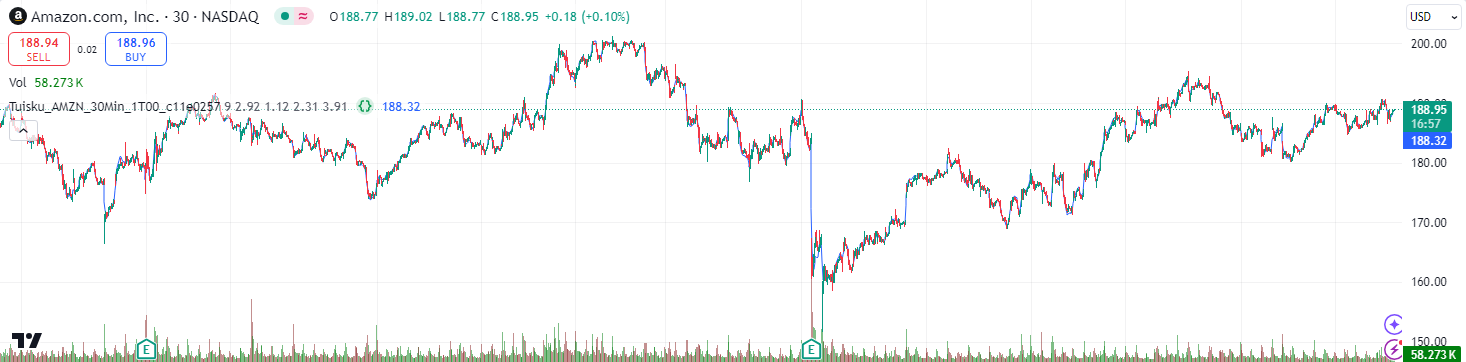 a Amazon.com, Inc. · 30 · NASDAQ ≈ O188.77 H189.02 L188.77 C188.95 +0.18 (+0.10%)
USD
188.94 SELL 0.02 188.96 BUY
200.00
Vol 58.273 K
Tuisku_AMZN_30Min_1T00_c11e0257 9 2.92 1.12 2.31 3.91 {} 188.32
188.95
16:57
188.32
180.00
170.00
160.00
150.00
E E
58.273 K